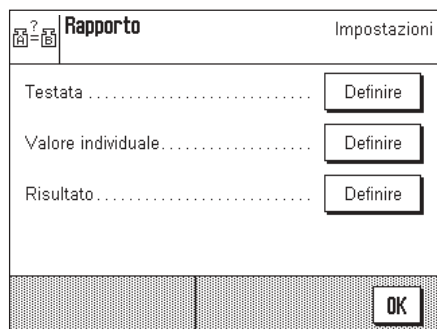 A ?= B Rapporto Impostazioni
Testata ............................ Definire
Valore individuale................... Definire
Risultato........................... Definire
OK